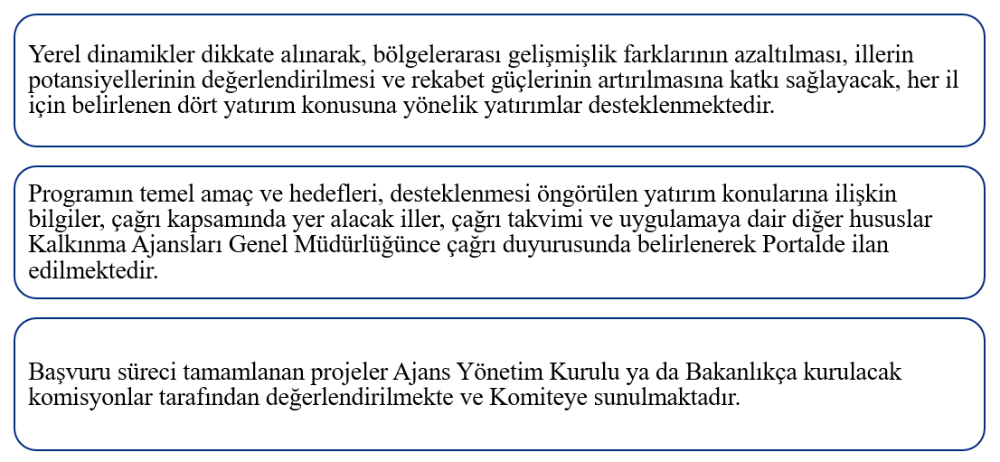 Yerel dinamikler dikkate alınarak, bölgelerarası gelişmişlik farklarının azaltılması, illerin
potansiyellerinin değerlendirilmesi ve rekabet güçlerinin artırılmasına katkı sağlayacak, her il
için belirlenen dört yatırım konusuna yönelik yatırımlar desteklenmektedir.
Programın temel amaç ve hedefleri, desteklenmesi öngörülen yatırım konularına ilişkin
bilgiler, çağrı kapsamında yer alacak iller, çağrı takvimi ve uygulamaya dair diğer hususlar
Kalkınma Ajansları Genel Müdürlüğünce çağrı duyurusunda belirlenerek Portalde ilan
edilmektedir.
Başvuru süreci tamamlanan projeler Ajans Yönetim Kurulu ya da Bakanlıkça kurulacak
komisyonlar tarafından değerlendirilmekte ve Komiteye sunulmaktadır.